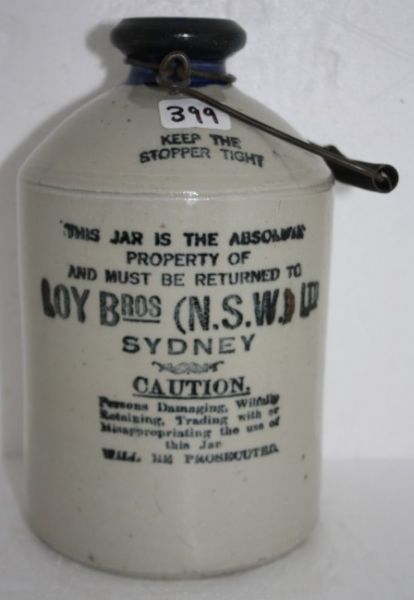 399
KEEP THE
STOPPER TIGHT
THIS JAR IS THE ABSOLUTE
PROPERTY OF
AND MUST BE RETURNED TO
LOY BROS (N.S.W.) LTD
SYDNEY
CAUTION.
Persons Damaging, Wilfully
Retaining, Trading with or
Misappropriating the use of
this Jar
WILL BE PROSECUTED.